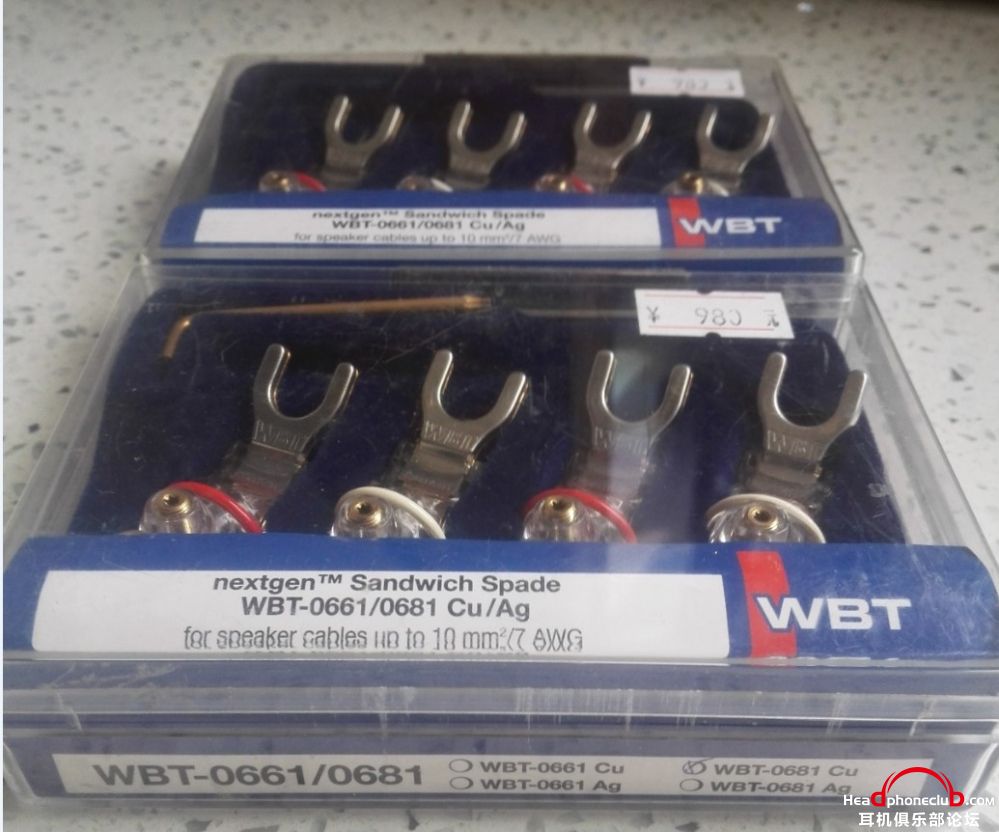 nextgen™ Sandwich Spade
WBT-0661/0681 Cu/Ag
for speaker cables up to 10 mm²/7 AWG
WBT
¥ 980 元
WBT
WBT
nextgen™ Sandwich Spade
WBT-0661/0681 Cu/Ag
for speaker cables up to 10 mm²/7 AWG
WBT
WBT-0661/0681
WBT-0661 Cu
WBT-0681 Cu
WBT-0661 Ag
WBT-0681 Ag
Headphoneclub.com
耳机俱乐部论坛